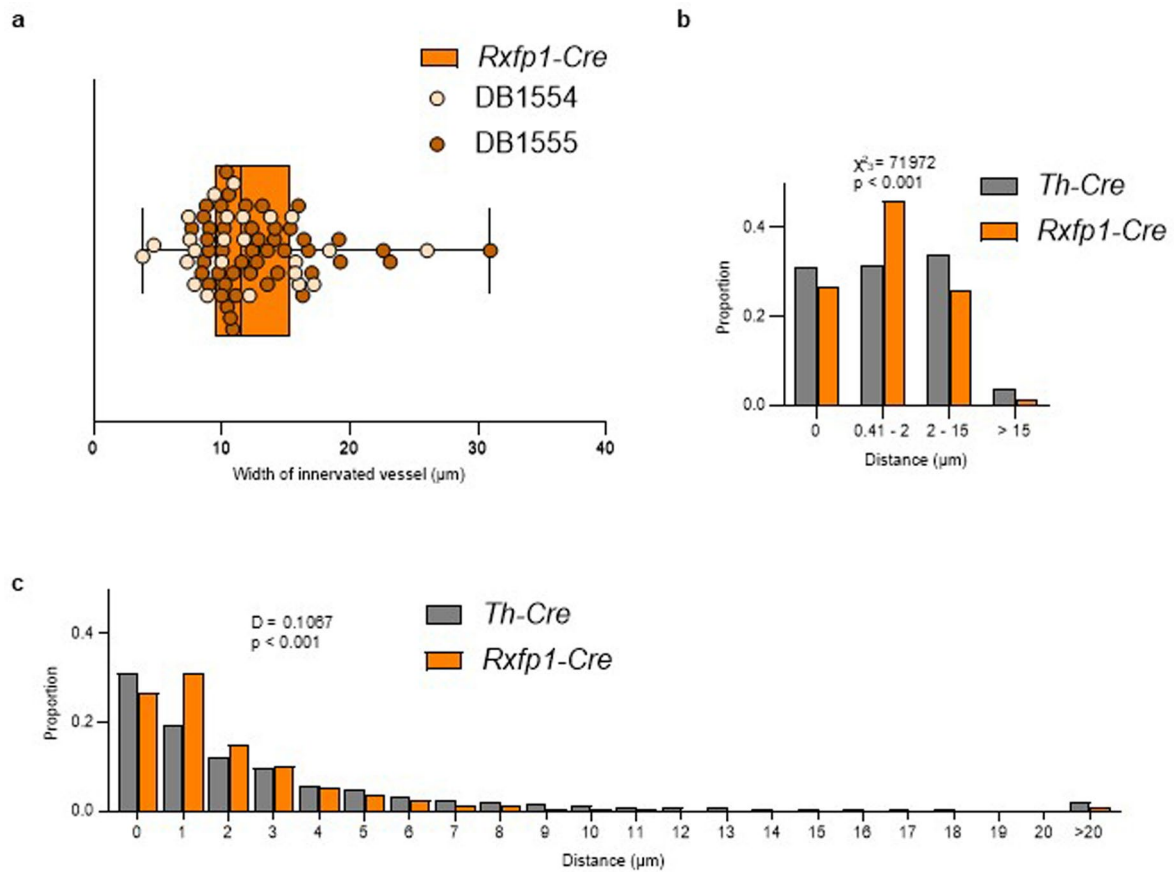 a
Rxfp1-Cre
DB1554
DB1555
0 10 20 30 40
Width of innervated vessel (µm)
b
χ²₃ = 71972
p < 0.001
Th-Cre
Rxfp1-Cre
Proportion
0.4
0.2
0.0
0 0.41 - 2 2 - 15 > 15
Distance (µm)
c
D = 0.1067
p < 0.001
Th-Cre
Rxfp1-Cre
Proportion
0.4
0.2
0.0
0 1 2 3 4 5 6 7 8 9 10 11 12 13 14 15 16 17 18 19 20 >20
Distance (µm)